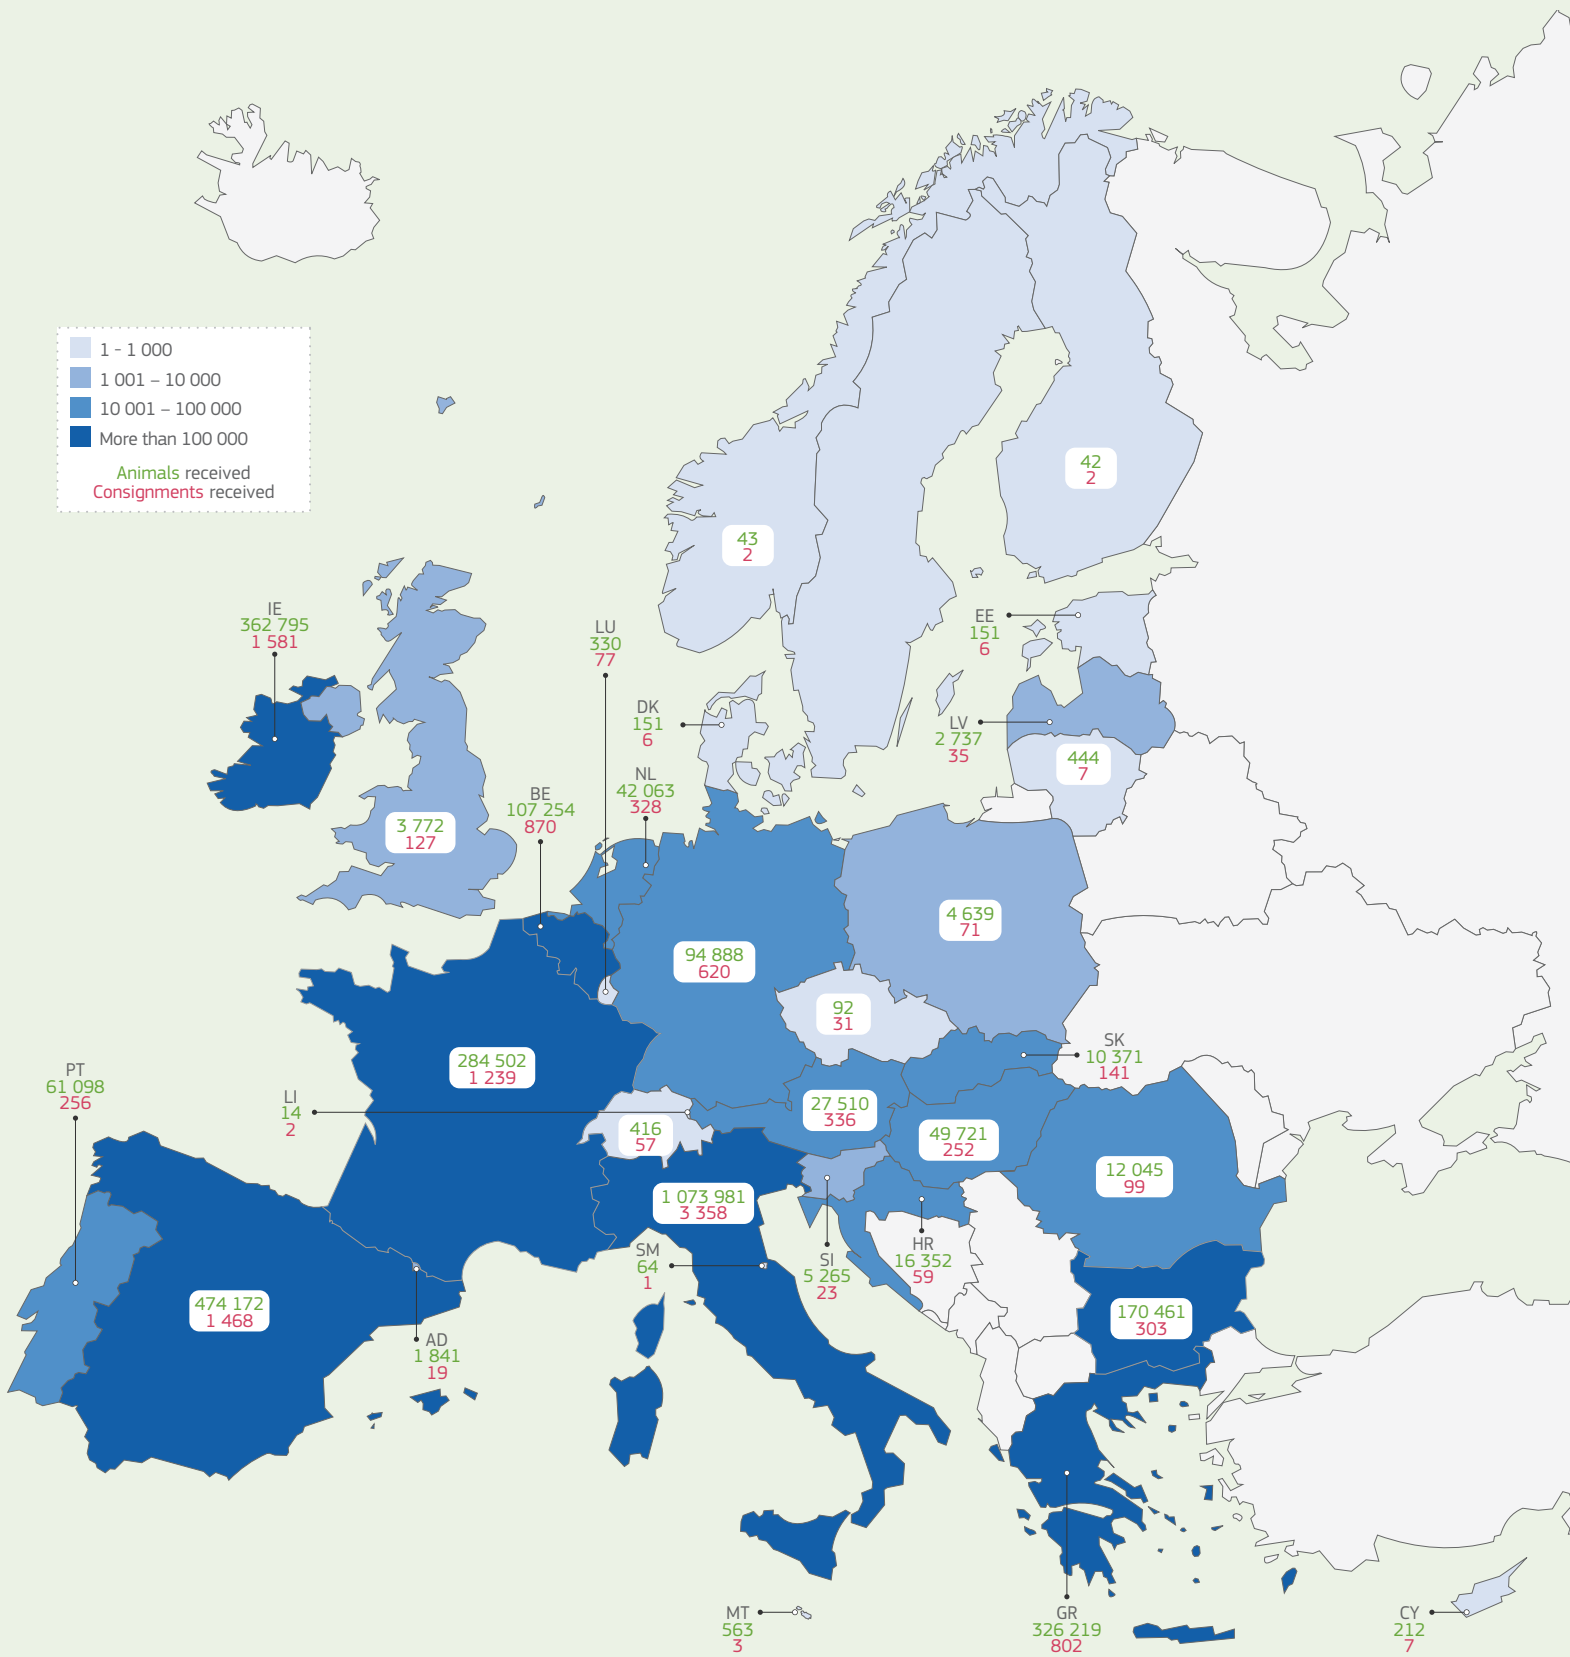 1 - 1 000
1 001 – 10 000
10 001 – 100 000
More than 100 000
Animals received
Consignments received
42
2
43
2
IE
362 795
1 581
LU
330
77
EE
151
6
DK
151
6
LV
2 737
35
444
7
NL
42 063
328
BE
107 254
870
3 772
127
4 639
71
94 888
620
92
31
SK
10 371
141
284 502
1 239
PT
61 098
256
LI
14
2
27 510
336
416
57
49 721
252
12 045
99
1 073 981
3 358
SM
64
1
SI
5 265
23
HR
16 352
59
474 172
1 468
170 461
303
AD
1 841
19
MT
563
3
GR
326 219
802
CY
212
7